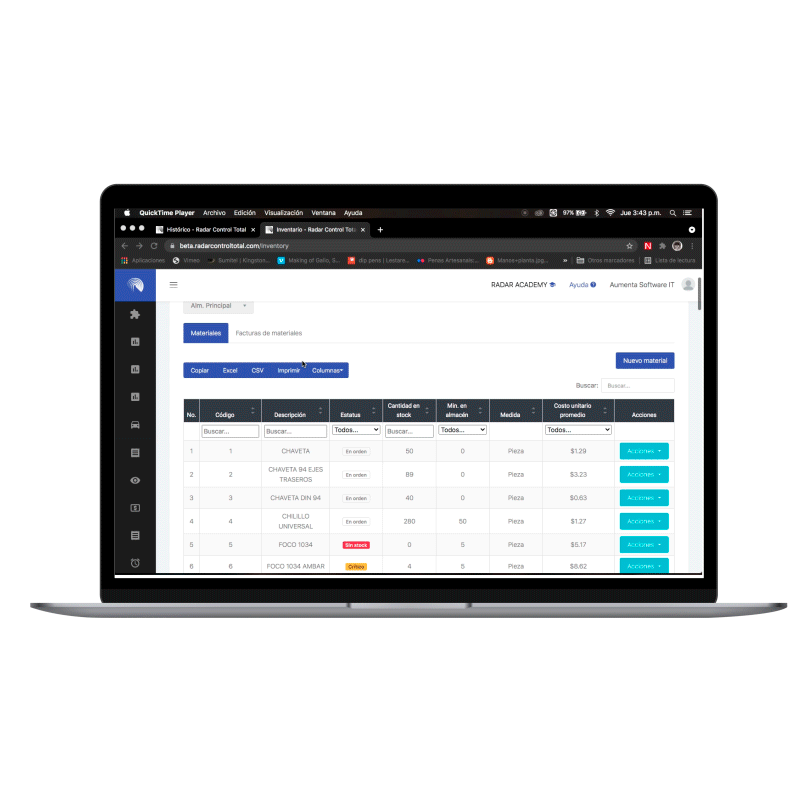 QuickTime Player Archivo Edición Visualización Ventana Ayuda 97% Jue 3:43 p.m.
Histórico - Radar Control Total × Inventario - Radar Control Tot × +
beta.radarcontroltotal.com/inventory
Aplicaciones Vimeo Sumitel | Kingston... Making of Gallo, S... dip pens | Lestare... Penss Artesanals:... Manos+planta.jpg... » Otros marcadores Lista de lectura
RADAR ACADEMY Ayuda Aumenta Software IT
Alm. Principal
Materiales Facturas de materiales
Nuevo material
Copiar Excel CSV Imprimir Columnas
Buscar: Buscar...
No. Código Descripción Estatus Cantidad en stock Min. en almacén Medida Costo unitario promedio Acciones
Buscar... Buscar... Todos... Buscar... Todos... Todos...
1 1 CHAVETA En orden 50 0 Pieza $1.29 Acciones
2 2 CHAVETA 94 EJES TRASEROS En orden 89 0 Pieza $3.23 Acciones
3 3 CHAVETA DIN 94 En orden 40 0 Pieza $0.63 Acciones
4 4 CHILILLO UNIVERSAL En orden 280 50 Pieza $1.27 Acciones
5 5 FOCO 1034 Sin stock 0 5 Pieza $5.17 Acciones
6 6 FOCO 1034 AMBAR Crítico 4 5 Pieza $6.62 Acciones